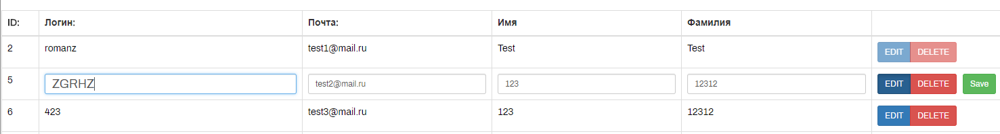 ID: Логин: Почта: Имя Фамилия
2 romanz test1@mail.ru Test Test EDIT DELETE
5 ZGRHZ test2@mail.ru 123 12312 EDIT DELETE Save
6 423 test3@mail.ru 123 12312 EDIT DELETE